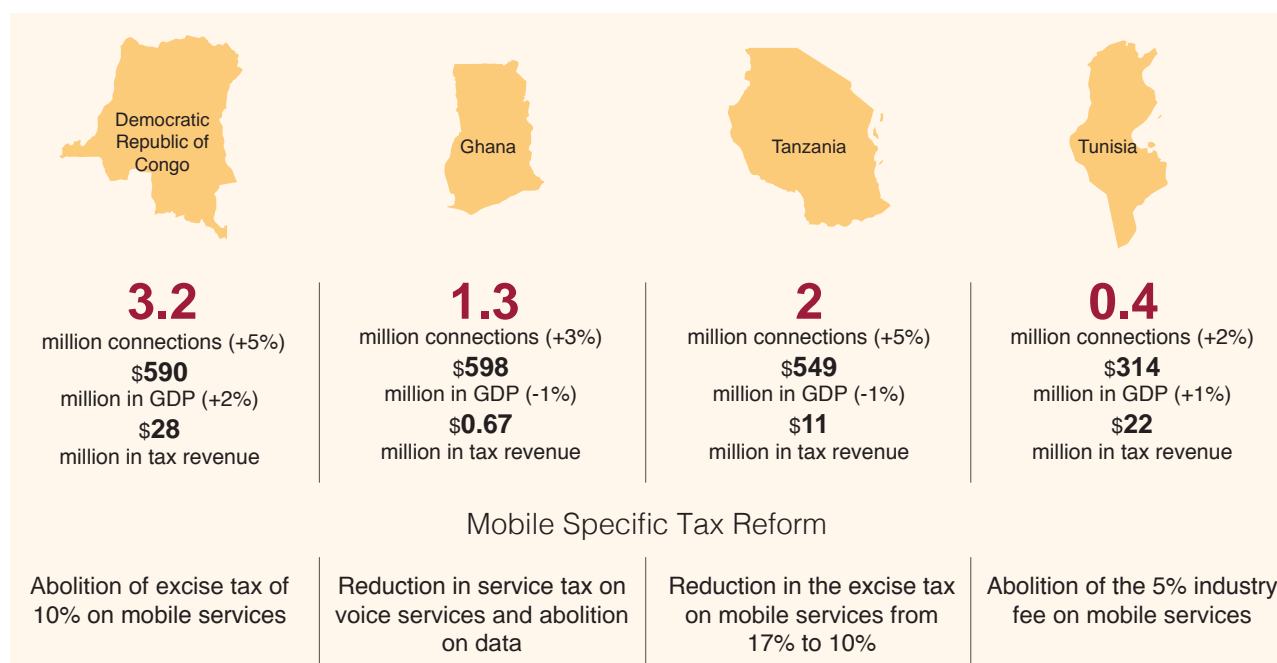 Democratic
Republic of
Congo
Ghana
Tanzania
Tunisia
3.2
million connections (+5%)
$590
million in GDP (+2%)
$28
million in tax revenue
1.3
million connections (+3%)
$598
million in GDP (-1%)
$0.67
million in tax revenue
2
million connections (+5%)
$549
million in GDP (-1%)
$11
million in tax revenue
0.4
million connections (+2%)
$314
million in GDP (+1%)
$22
million in tax revenue
Mobile Specific Tax Reform
Abolition of excise tax of
10% on mobile services
Reduction in service tax on
voice services and abolition
on data
Reduction in the excise tax
on mobile services from
17% to 10%
Abolition of the 5% industry
fee on mobile services